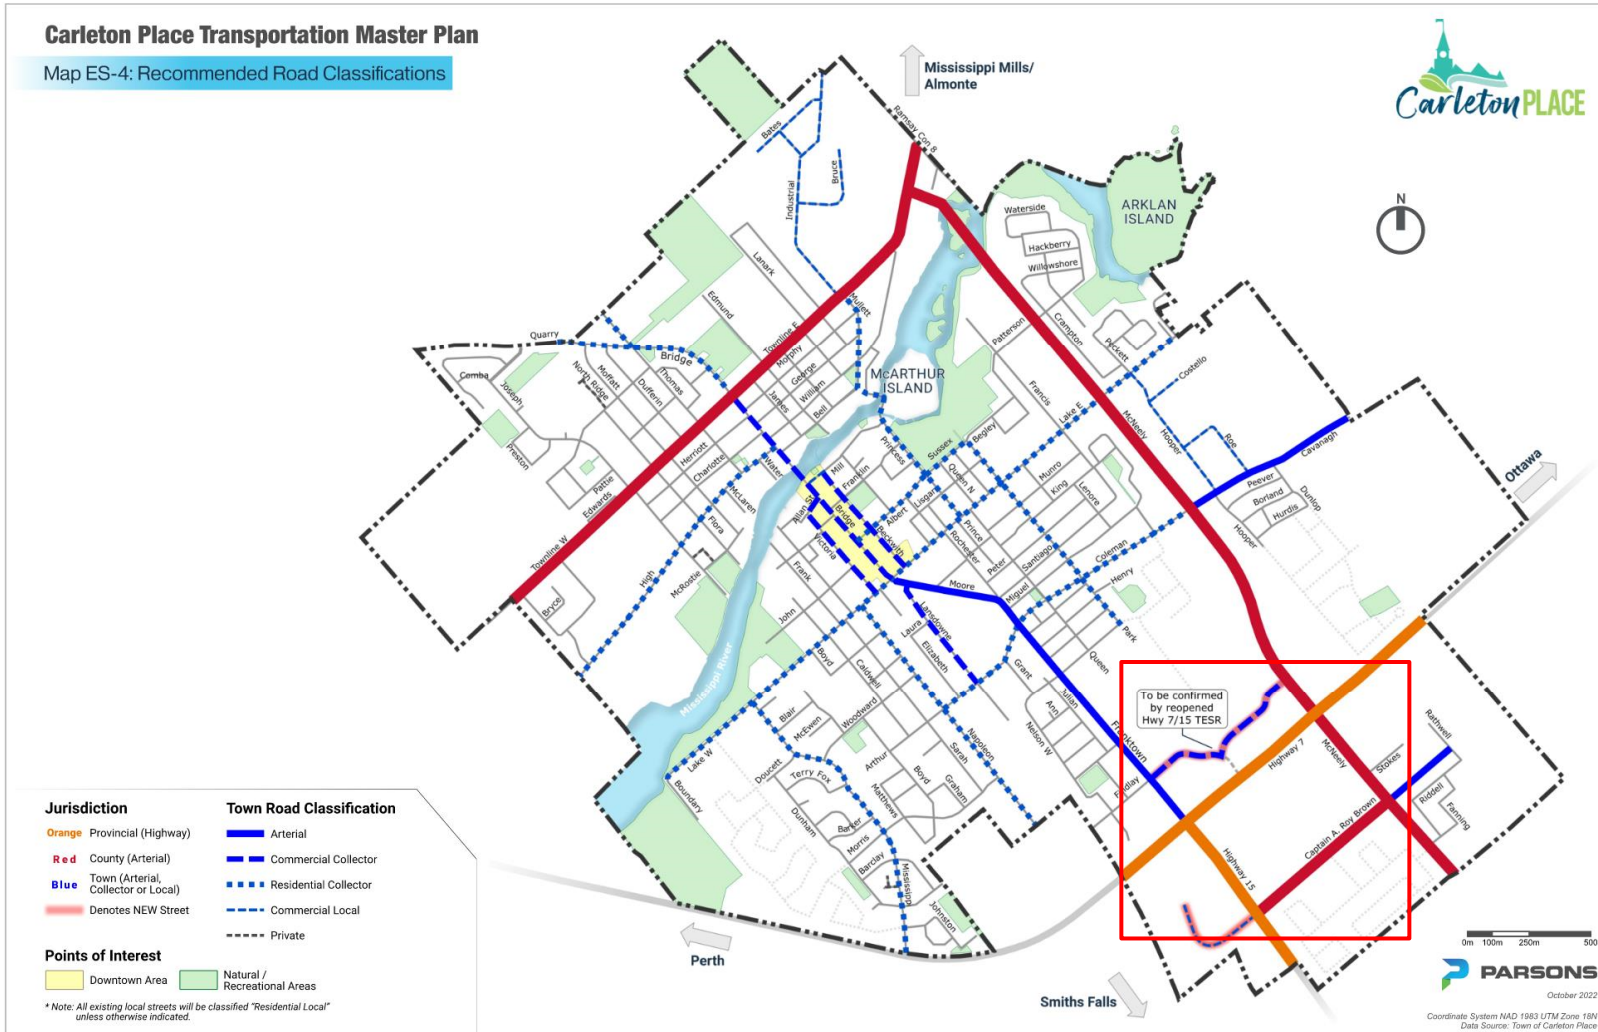 Carleton Place Transportation Master Plan
Map ES-4: Recommended Road Classifications
Carleton PLACE
Mississippi Mills/
Almonte
Ramsay Con 8
Bates
Bruce
Industrial
ARKLAN
ISLAND
N
Waterside
Hackberry
Willowshore
Lanark
Edmund
Mullett
Crampton
Peckett
Patterson
Costello
Quarry
Bridge
Townline E
Morphy
George
William
Bell
James
McARTHUR
ISLAND
Comba
Joseph
North Ridge
Moffatt
Dufferin
Thomas
Francis
Lake E
McNeely
Hooper
Roe
Cavanagh
Preston
Herriott
Charlotte
Water
Mill
Franklin
Princess
Sussex
Begley
Queen N
Munro
King
Lenore
Peever
Borland
Hurdis
Dunlop
Hooper
Ottawa
Pattie
Edwards
McLaren
Flora
Allan
Bridge
Victoria
Beckwith
Albert
Lisgar
Prince
Rochester
Peter
Santiago
Miguel
Coleman
Henry
Park
Townline W
High
McRostie
Frank
John
Moore
Lansdowne
Laura
Elizabeth
Grant
Queen
Bryce
Mississippi River
Boyd
Caldwell
Julian
Ann
Nelson W
Franktown
To be confirmed
by reopened
Hwy 7/15 TESR
Blair
McEwen
Woodward
Arthur
Napoleon
Sarah
Lake W
Doucett
Terry Fox
Boyd
Graham
Matthews
Boundary
Dunham
Barker
Morris
Barclay
Mississippi
Johnston
Findlay
Highway 7
McNeely
Stokes
Rathwell
Riddell
Fanning
Captain A. Roy Brown
Highway 15
Perth
Smiths Falls
Jurisdiction
Orange Provincial (Highway)
Red County (Arterial)
Blue Town (Arterial,
Collector or Local)
Denotes NEW Street
Town Road Classification
Arterial
Commercial Collector
Residential Collector
Commercial Local
Private
Points of Interest
Downtown Area
Natural /
Recreational Areas
* Note: All existing local streets will be classified "Residential Local"
unless otherwise indicated.
0m 100m 250m 500
PARSONS
October 2022
Coordinate System NAD 1983 UTM Zone 18N
Data Source: Town of Carleton Place